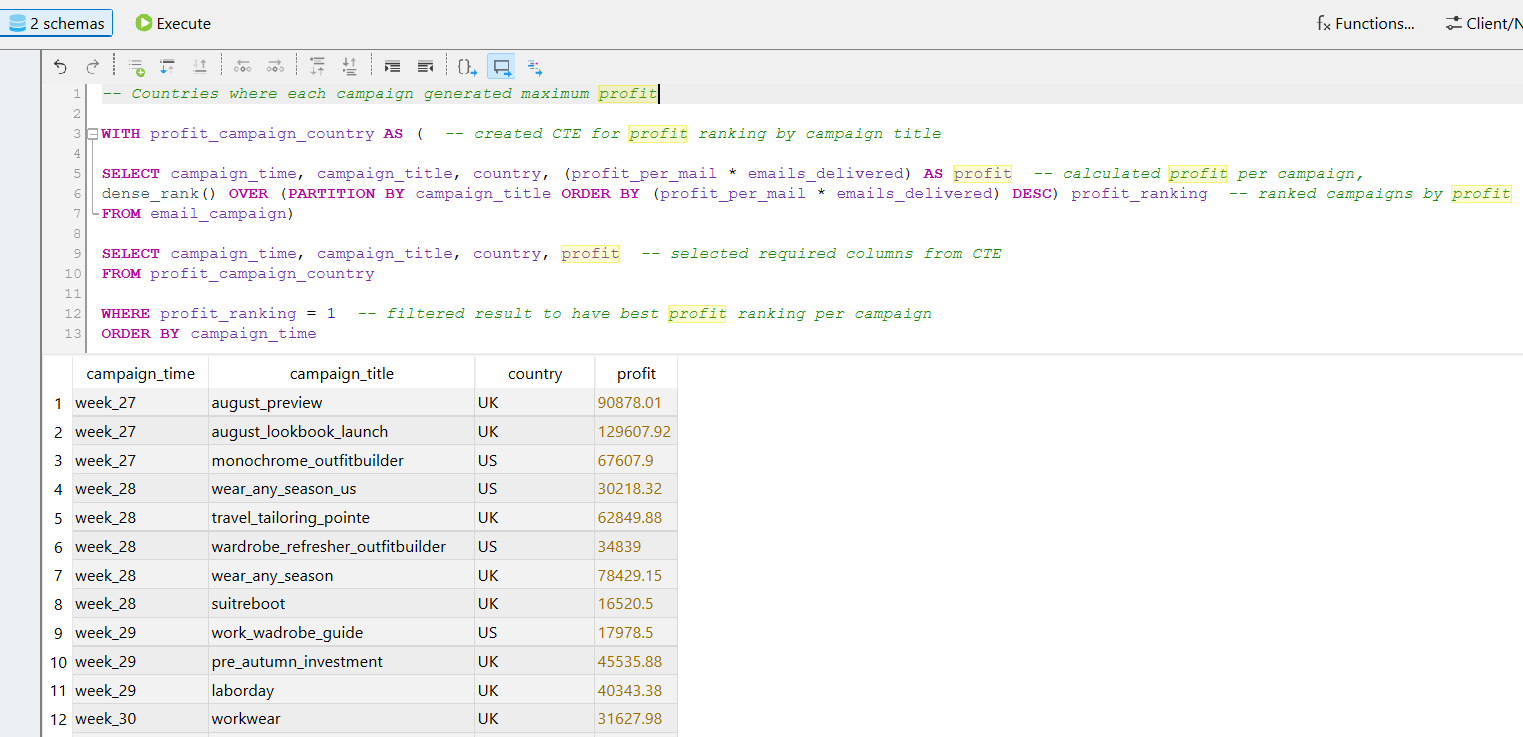 2 schemas Execute fx Functions... Client/N
1 -- Countries where each campaign generated maximum profit
2
3 WITH profit_campaign_country AS ( -- created CTE for profit ranking by campaign title
4
5 SELECT campaign_time, campaign_title, country, (profit_per_mail * emails_delivered) AS profit -- calculated profit per campaign,
6 dense_rank() OVER (PARTITION BY campaign_title ORDER BY (profit_per_mail * emails_delivered) DESC) profit_ranking -- ranked campaigns by profit
7 FROM email_campaign)
8
9 SELECT campaign_time, campaign_title, country, profit -- selected required columns from CTE
10 FROM profit_campaign_country
11
12 WHERE profit_ranking = 1 -- filtered result to have best profit ranking per campaign
13 ORDER BY campaign_time
campaign_time campaign_title country profit
1 week_27 august_preview UK 90878.01
2 week_27 august_lookbook_launch UK 129607.92
3 week_27 monochrome_outfitbuilder US 67607.9
4 week_28 wear_any_season_us US 30218.32
5 week_28 travel_tailoring_pointe UK 62849.88
6 week_28 wardrobe_refresher_outfitbuilder US 34839
7 week_28 wear_any_season UK 78429.15
8 week_28 suitreboot UK 16520.5
9 week_29 work_wadrobe_guide US 17978.5
10 week_29 pre_autumn_investment UK 45535.88
11 week_29 laborday UK 40343.38
12 week_30 workwear UK 31627.98